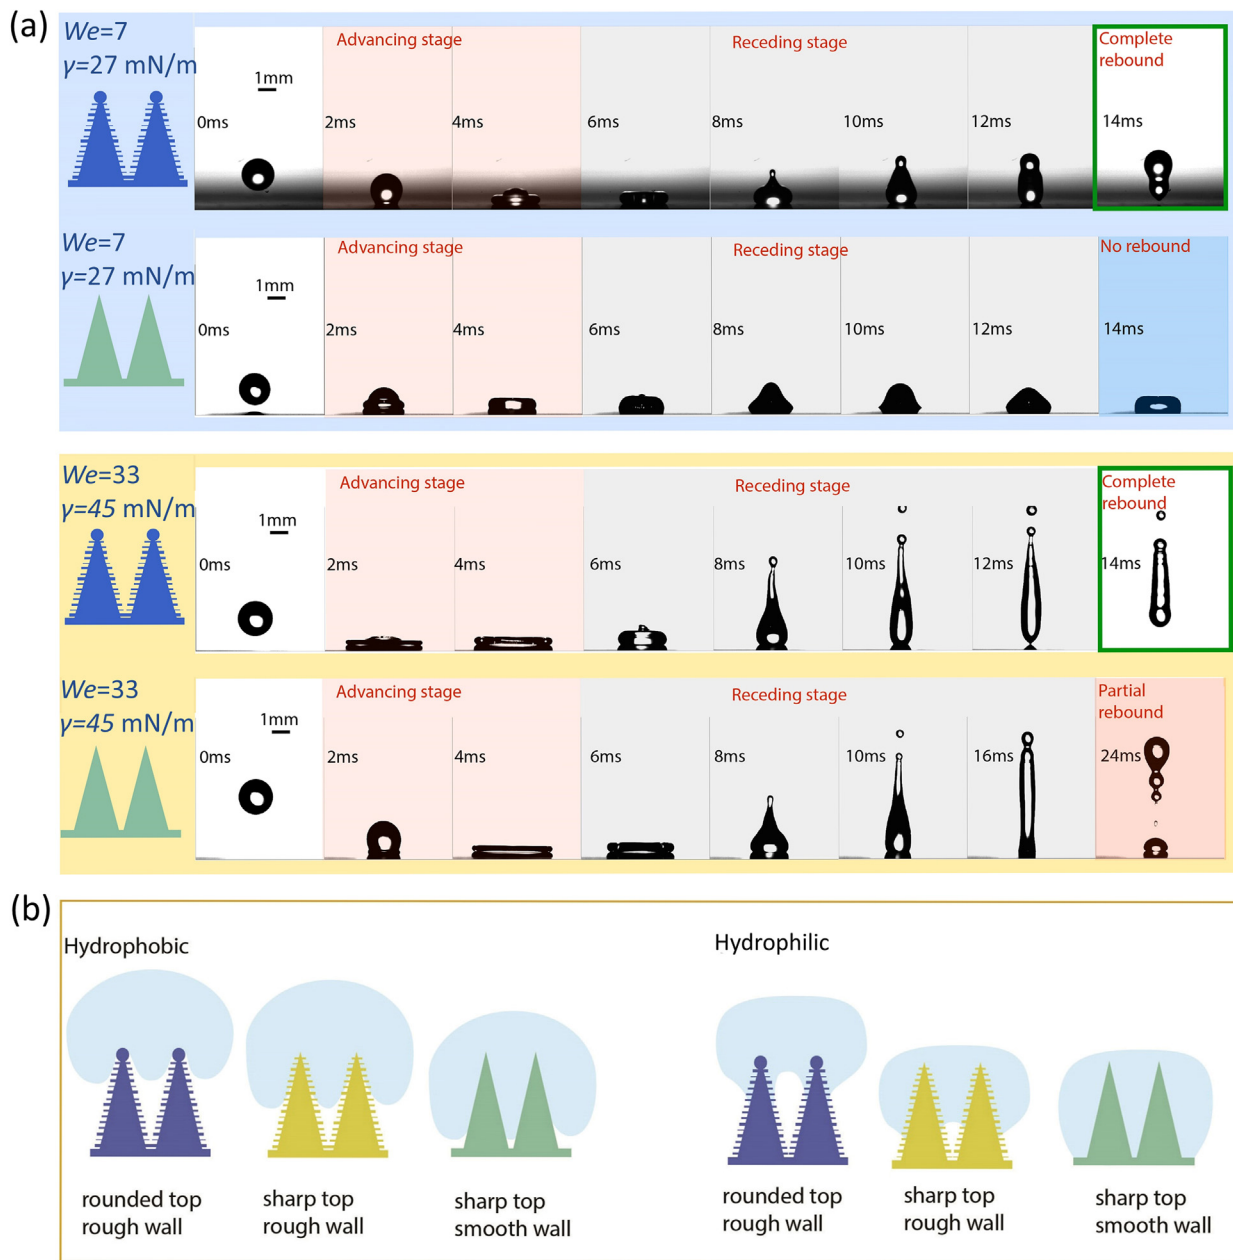 (a)
We=7
γ=27 mN/m
Advancing stage
Receding stage
Complete
rebound
1mm
0ms
2ms
4ms
6ms
8ms
10ms
12ms
14ms
We=7
γ=27 mN/m
Advancing stage
Receding stage
No rebound
1mm
0ms
2ms
4ms
6ms
8ms
10ms
12ms
14ms
We=33
γ=45 mN/m
Advancing stage
Receding stage
Complete
rebound
1mm
0ms
2ms
4ms
6ms
8ms
10ms
12ms
14ms
We=33
γ=45 mN/m
Advancing stage
Receding stage
Partial
rebound
1mm
0ms
2ms
4ms
6ms
8ms
10ms
16ms
24ms
(b)
Hydrophobic
Hydrophilic
rounded top
rough wall
sharp top
rough wall
sharp top
smooth wall
rounded top
rough wall
sharp top
rough wall
sharp top
smooth wall